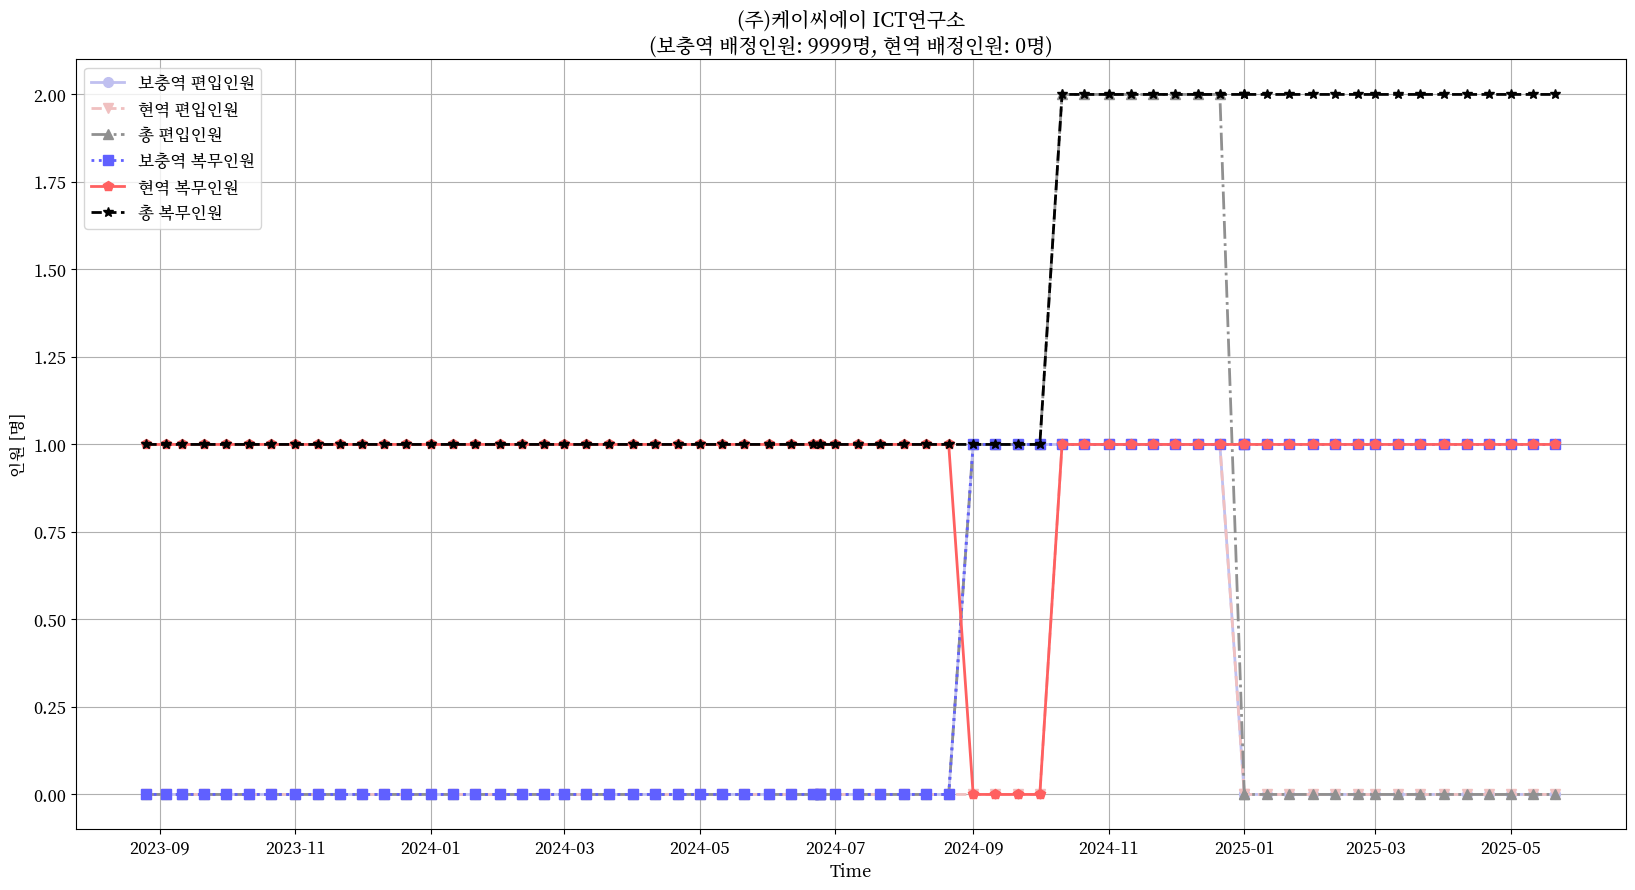 (주)케이씨에이 ICT연구소
(보충역 배정인원: 9999명, 현역 배정인원: 0명)
보충역 편입인원
현역 편입인원
총 편입인원
보충역 복무인원
현역 복무인원
총 복무인원
인원 [명]
2.00
1.75
1.50
1.25
1.00
0.75
0.50
0.25
0.00
2023-09 2023-11 2024-01 2024-03 2024-05 2024-07 2024-09 2024-11 2025-01 2025-03 2025-05
Time